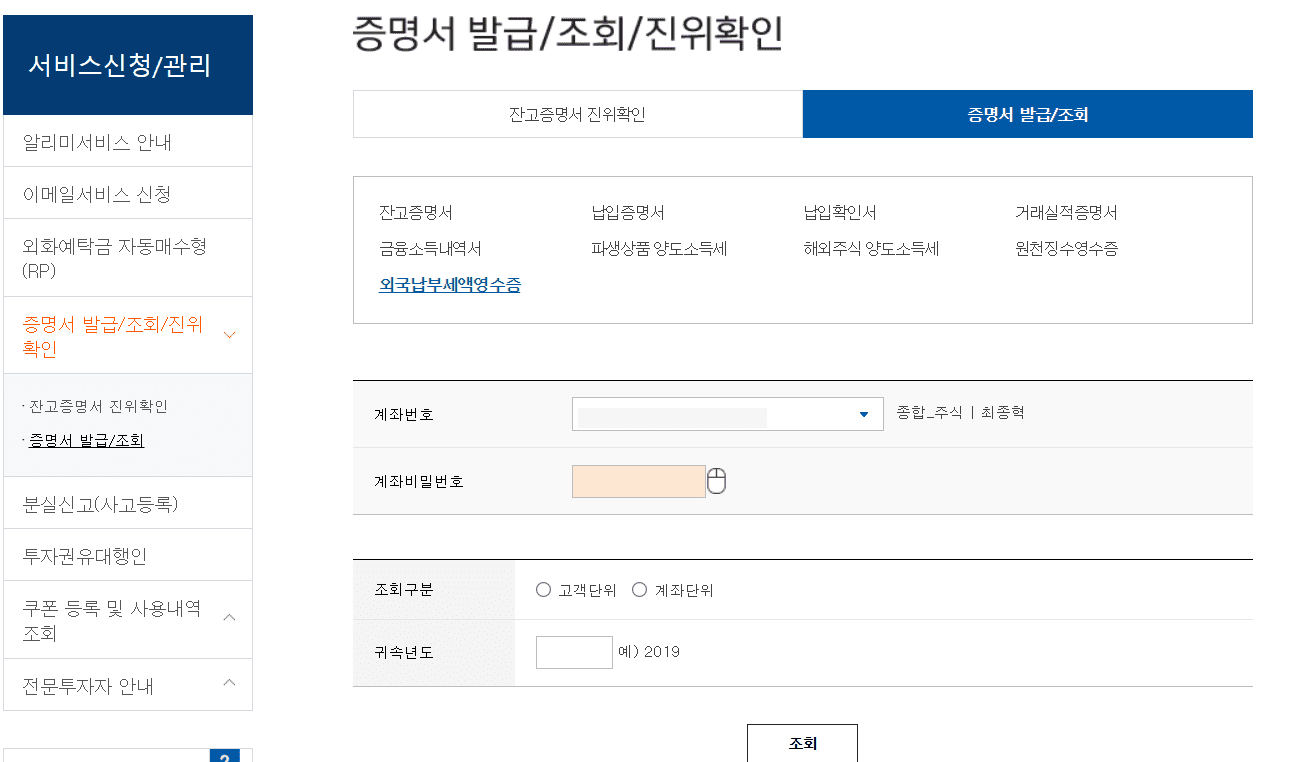 서비스신청/관리
알리미서비스 안내
이메일서비스 신청
외화예탁금 자동매수형
(RP)
증명서 발급/조회/진위
확인
· 잔고증명서 진위확인
· 증명서 발급/조회
분실신고(사고등록)
투자권유대행인
쿠폰 등록 및 사용내역
조회
전문투자자 안내
2
증명서 발급/조회/진위확인
잔고증명서 진위확인 증명서 발급/조회
잔고증명서 납입증명서 납입확인서 거래실적증명서
금융소득내역서 파생상품 양도소득세 해외주식 양도소득세 원천징수영수증
외국납부세액영수증
계좌번호 종합_주식 | 최종혁
계좌비밀번호
조회구분 고객단위 계좌단위
귀속년도 예) 2019
조회